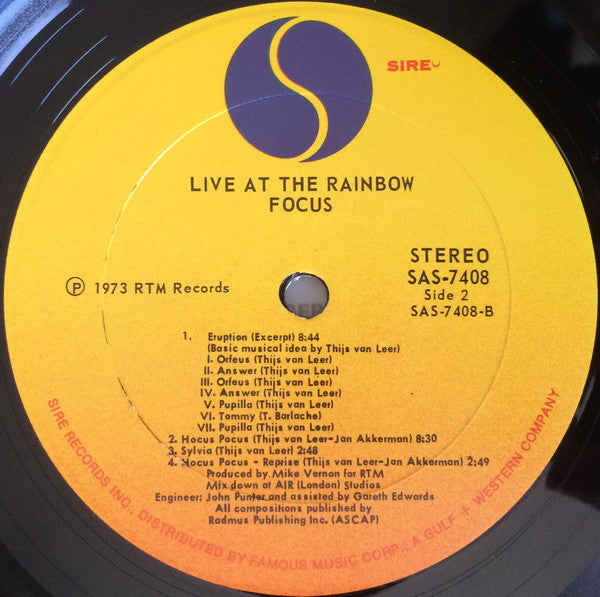 SIRE
LIVE AT THE RAINBOW
FOCUS
STEREO
SAS-7408
Side 2
SAS-7408-B
Ⓟ 1973 RTM Records
1. Eruption (Excerpt) 8:44
(Basic musical idea by Thijs van Leer)
I. Orfeus (Thijs van Leer)
II. Answer (Thijs van Leer)
III. Orfeus (Thijs van Leer)
IV. Answer (Thijs van Leer)
V. Pupilla (Thijs van Leer)
VI. Tommy (T. Barlache)
VII. Pupilla (Thijs van Leer)
2. Hocus Pocus (Thijs van Leer-Jan Akkerman) 8:30
3. Sylvia (Thijs van Leer) 2:48
4. Hocus Pocus - Reprise (Thijs van Leer-Jan Akkerman) 2:49
Produced by Mike Vernon for RTM
Mix down at AIR (London) Studios
Engineer: John Punter and assisted by Gareth Edwards
All compositions published by
Radmus Publishing Inc. (ASCAP)
SIRE RECORDS INC., DISTRIBUTED BY FAMOUS MUSIC CORP., A GULF + WESTERN COMPANY